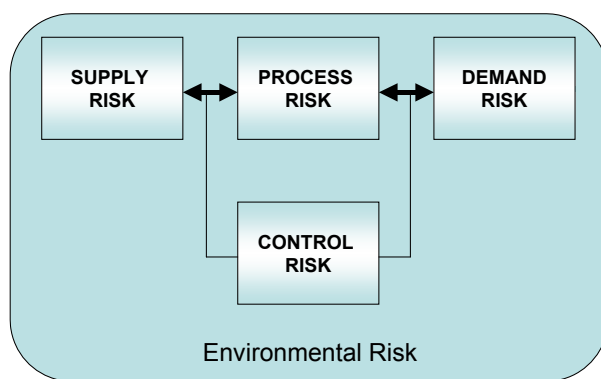 SUPPLY
RISK
PROCESS
RISK
DEMAND
RISK
CONTROL
RISK
Environmental Risk